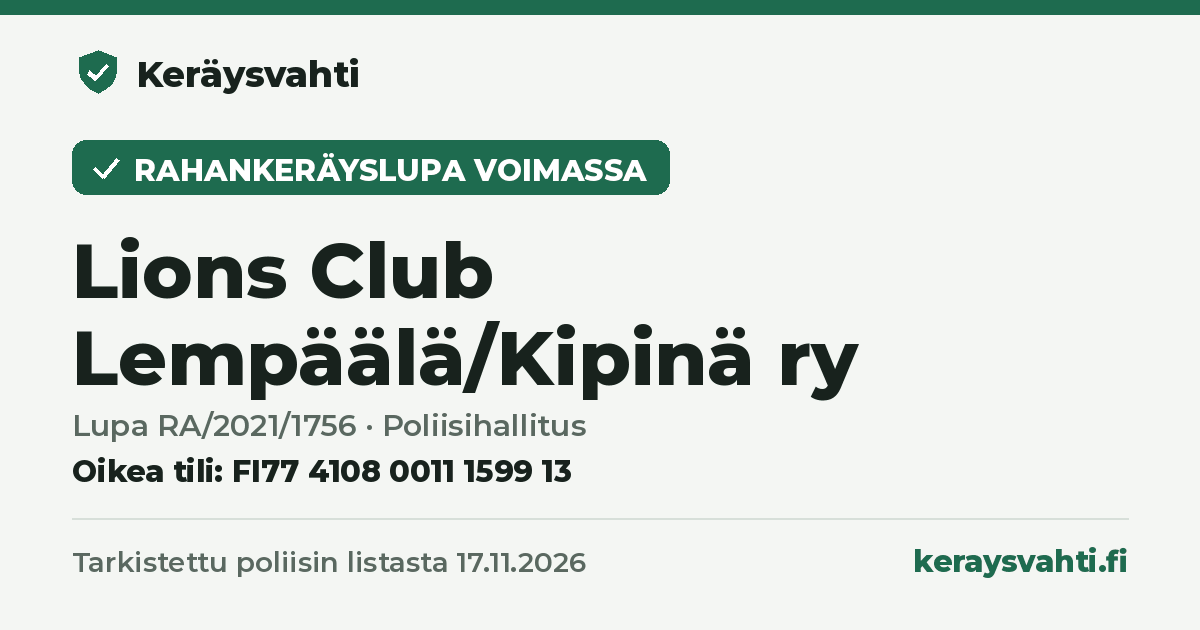 Keräysvahti
RAHANKERÄYSLUPA VOIMASSA
Lions Club
Lempäälä/Kipinä ry
Lupa RA/2021/1756 · Poliisihallitus
Oikea tili: FI77 4108 0011 1599 13
Tarkistettu poliisin listasta 17.11.2026
keraysvahti.fi